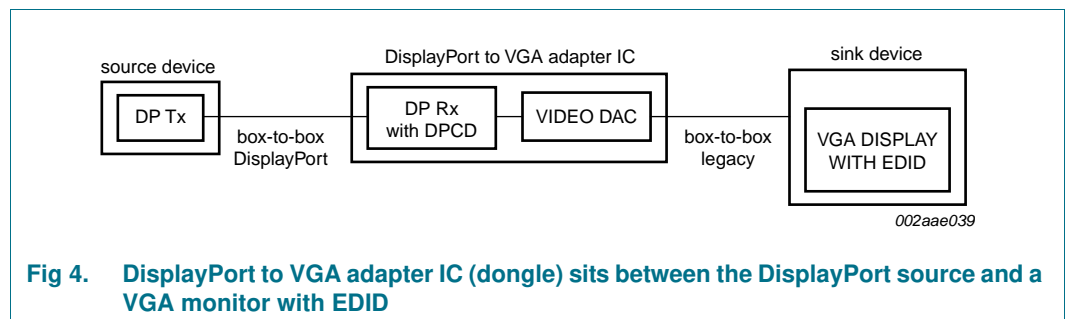 source device
DP Tx
box-to-box
DisplayPort
DisplayPort to VGA adapter IC
DP Rx
with DPCD
VIDEO DAC
box-to-box
legacy
sink device
VGA DISPLAY
WITH EDID
002aae039
Fig 4. DisplayPort to VGA adapter IC (dongle) sits between the DisplayPort source and a
VGA monitor with EDID